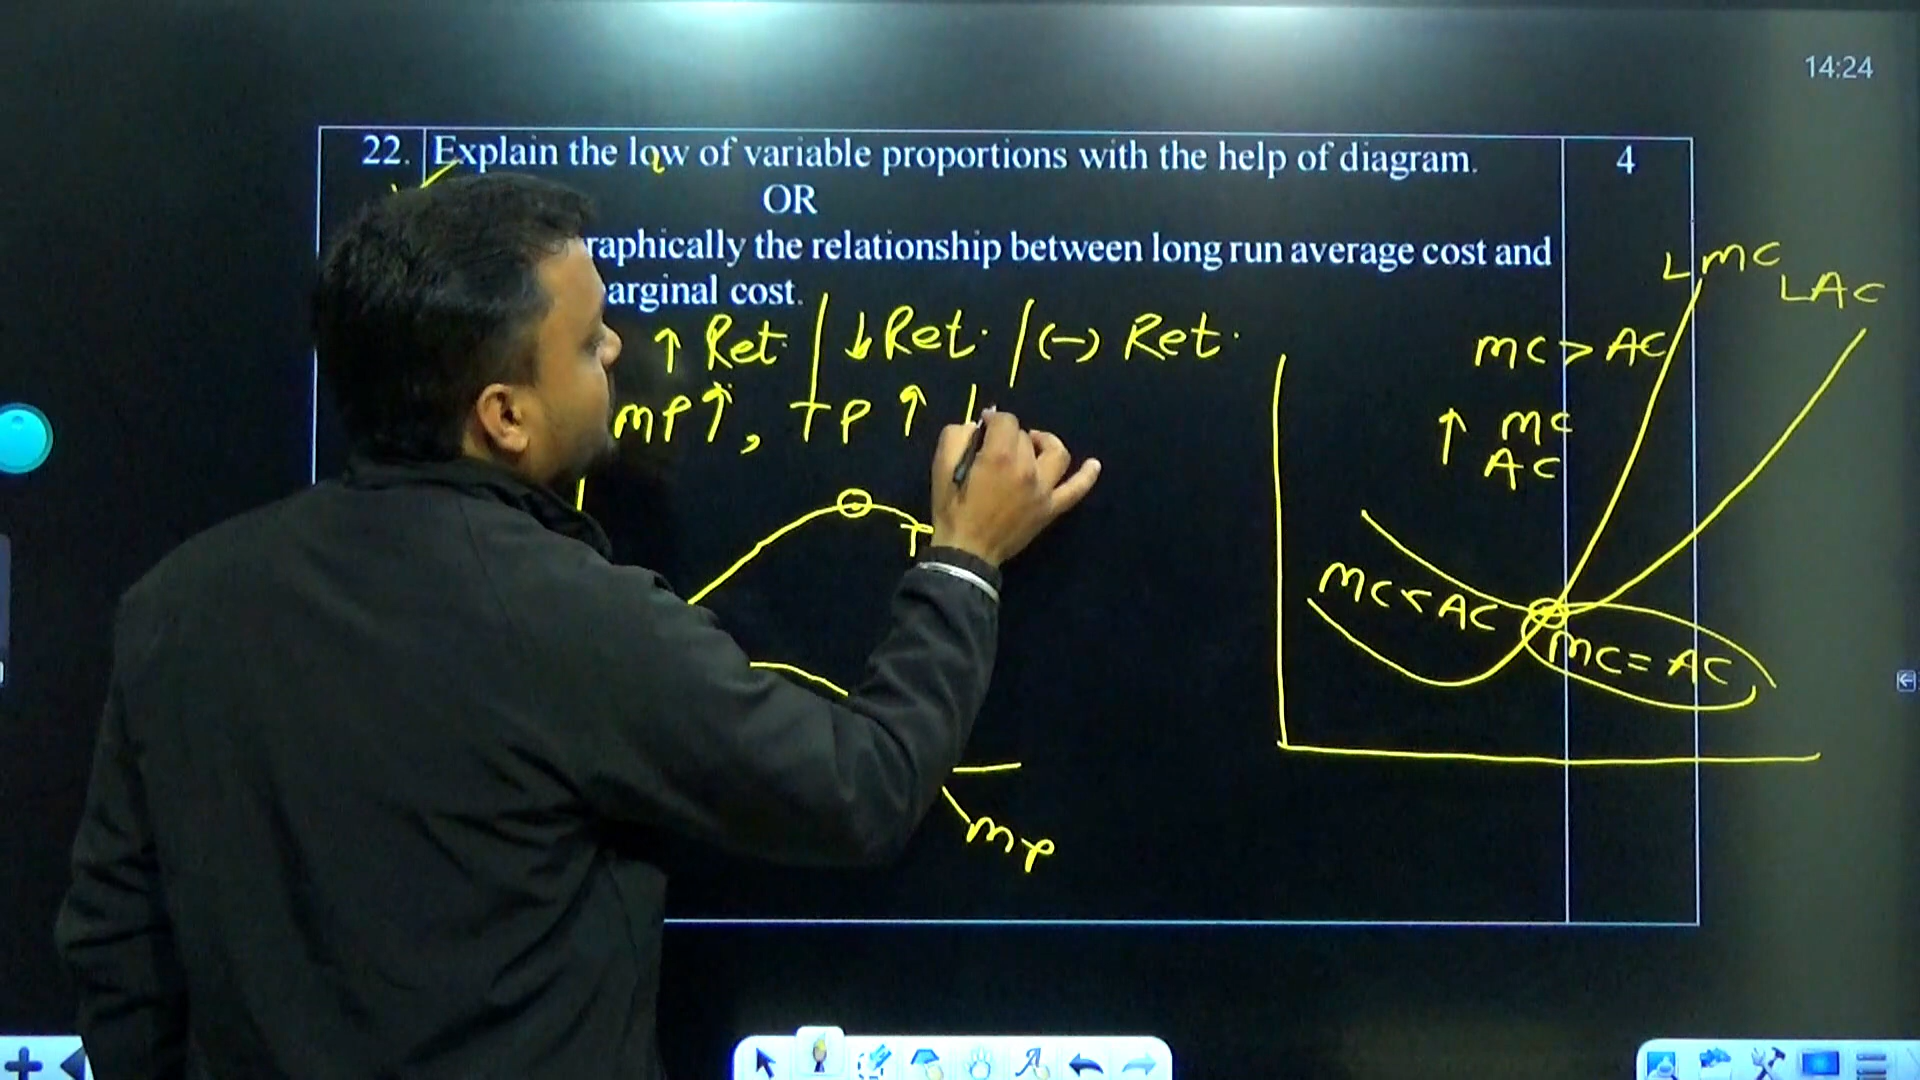 14:24
22. Explain the low of variable proportions with the help of diagram. 4
OR
raphically the relationship between long run average cost and
arginal cost.
↑ Ret. / ↓ Ret. / (-) Ret.
MP↑, TP ↑
T
MP
LMC
LAC
MC > AC
↑ MC
AC
MC < AC
MC = AC